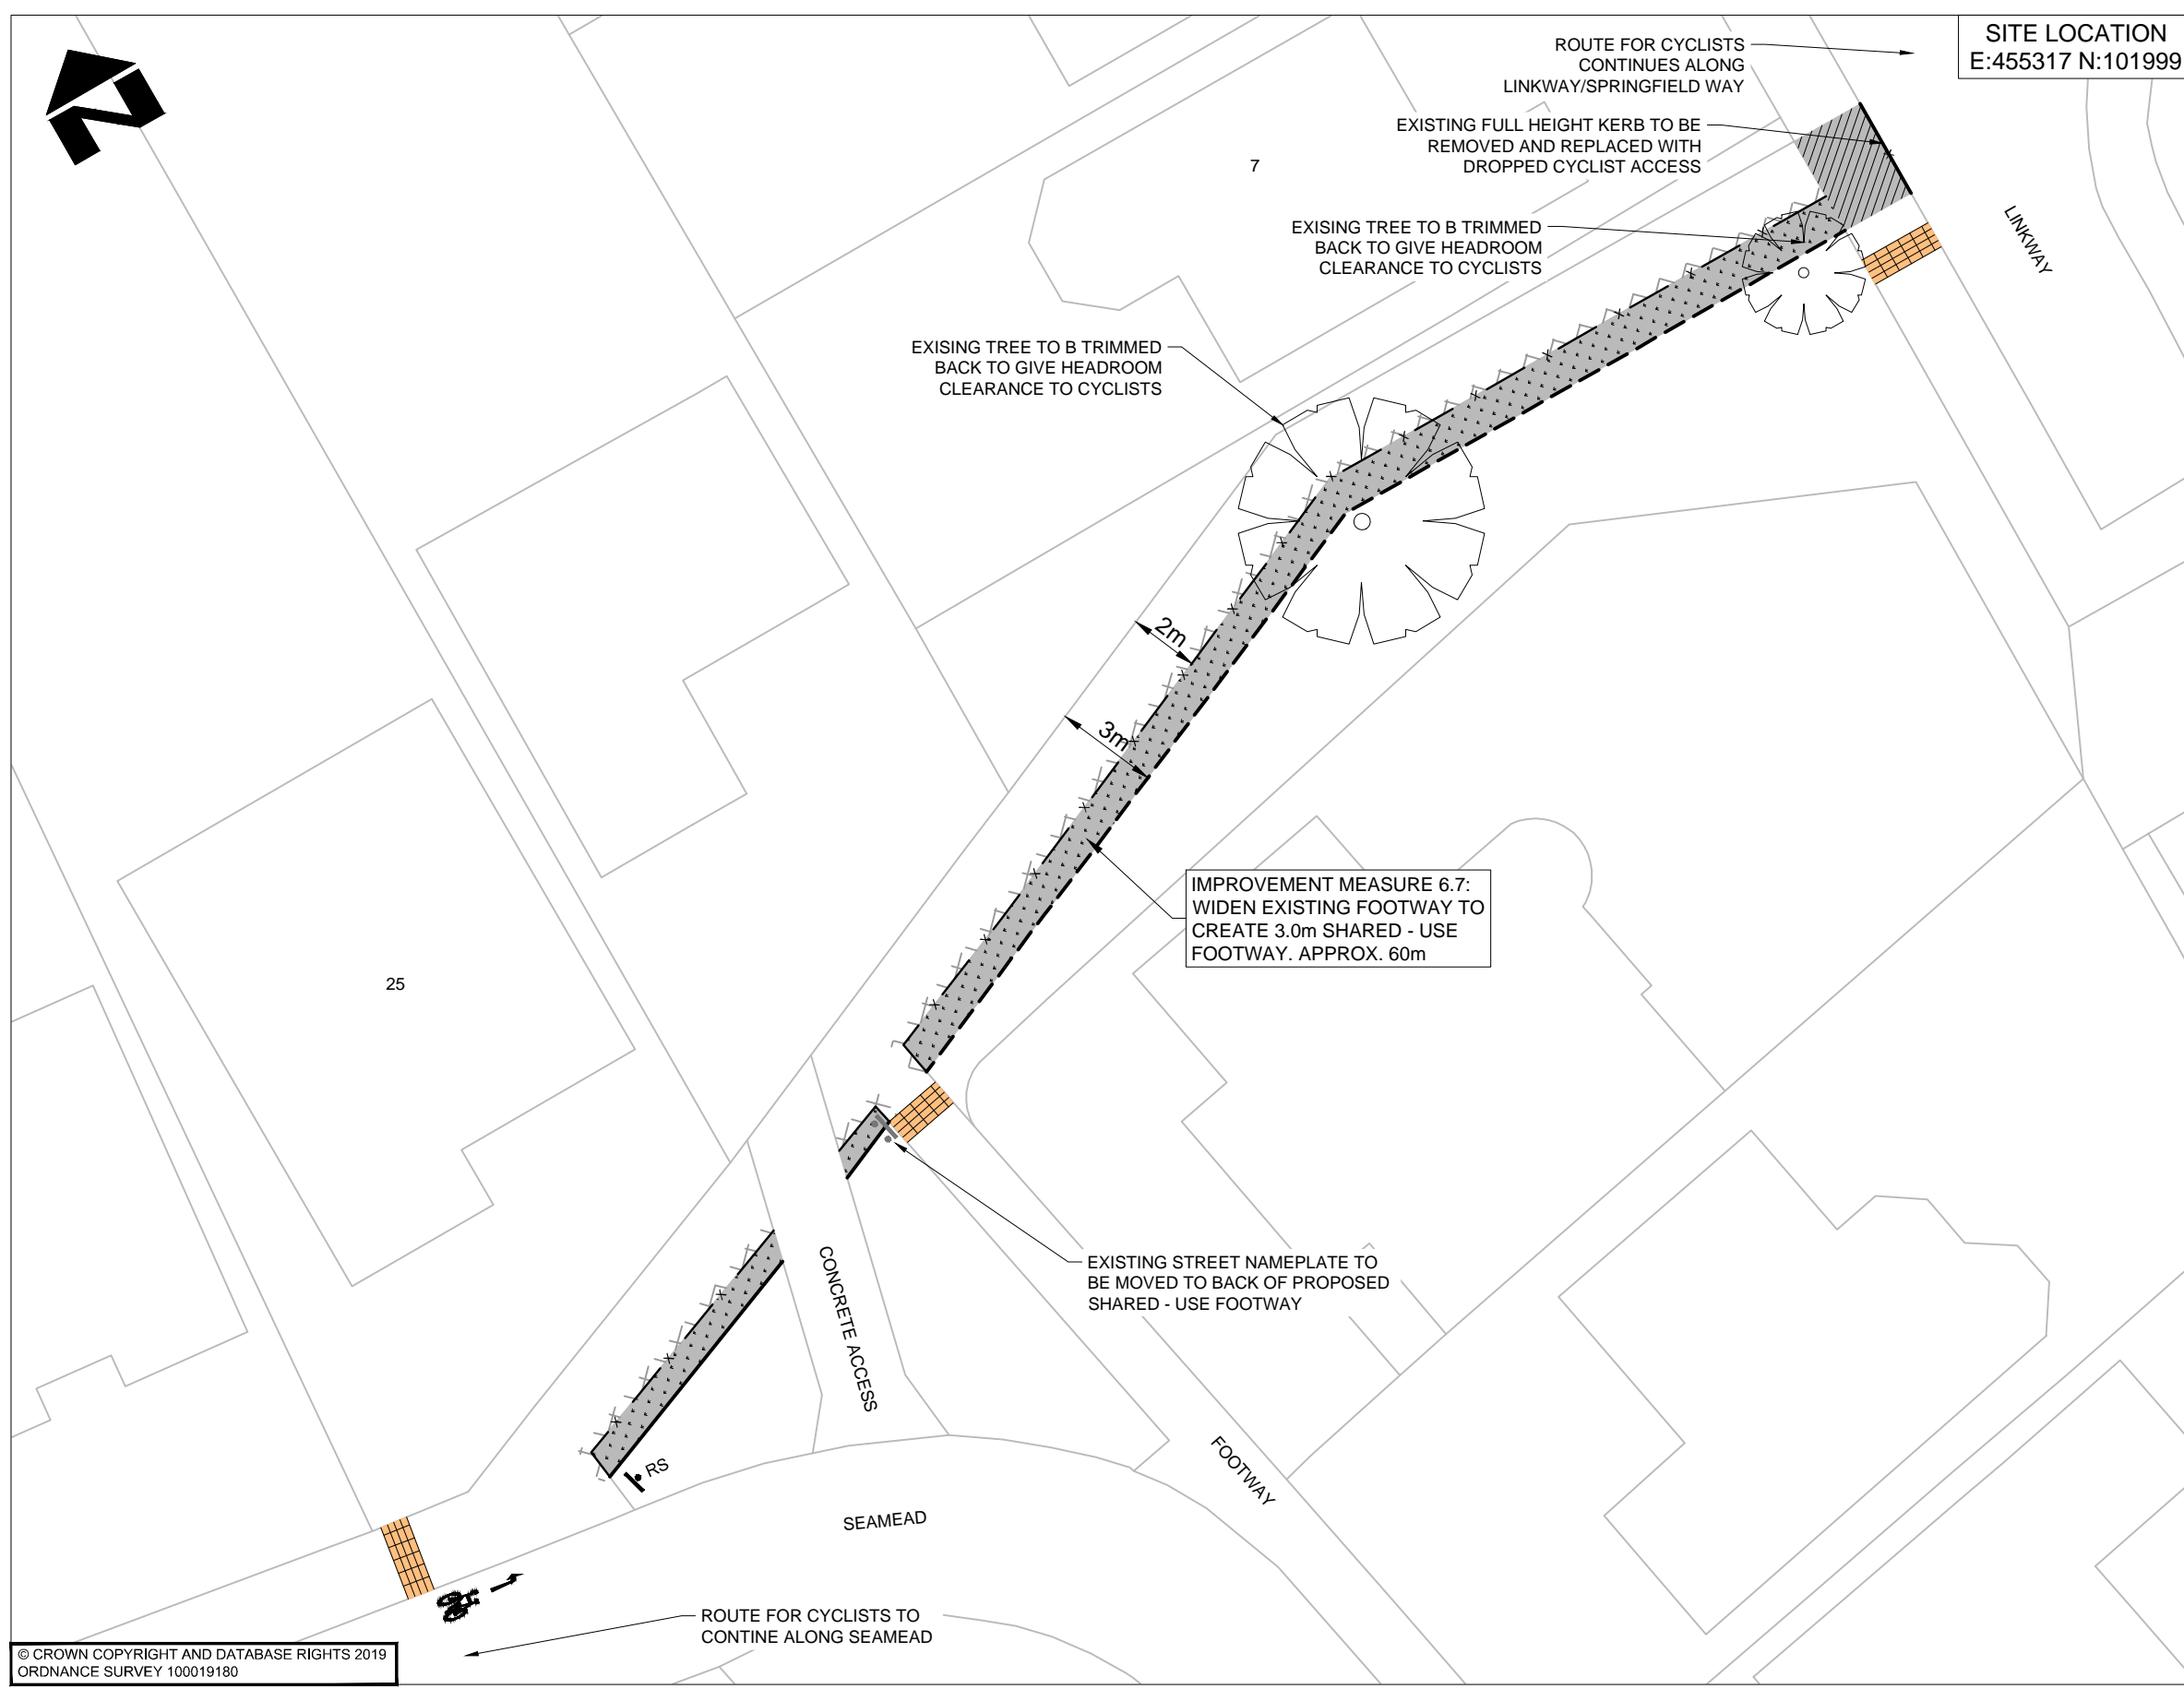 SITE LOCATION
E:455317 N:101999
ROUTE FOR CYCLISTS
CONTINUES ALONG
LINKWAY/SPRINGFIELD WAY
EXISTING FULL HEIGHT KERB TO BE
REMOVED AND REPLACED WITH
DROPPED CYCLIST ACCESS
7
EXISING TREE TO B TRIMMED
BACK TO GIVE HEADROOM
CLEARANCE TO CYCLISTS
LINKWAY
EXISING TREE TO B TRIMMED
BACK TO GIVE HEADROOM
CLEARANCE TO CYCLISTS
2m
3m
IMPROVEMENT MEASURE 6.7:
WIDEN EXISTING FOOTWAY TO
CREATE 3.0m SHARED - USE
FOOTWAY. APPROX. 60m
25
EXISTING STREET NAMEPLATE TO
BE MOVED TO BACK OF PROPOSED
SHARED - USE FOOTWAY
CONCRETE ACCESS
RS
FOOTWAY
SEAMEAD
ROUTE FOR CYCLISTS TO
CONTINE ALONG SEAMEAD
© CROWN COPYRIGHT AND DATABASE RIGHTS 2019
ORDNANCE SURVEY 100019180
N